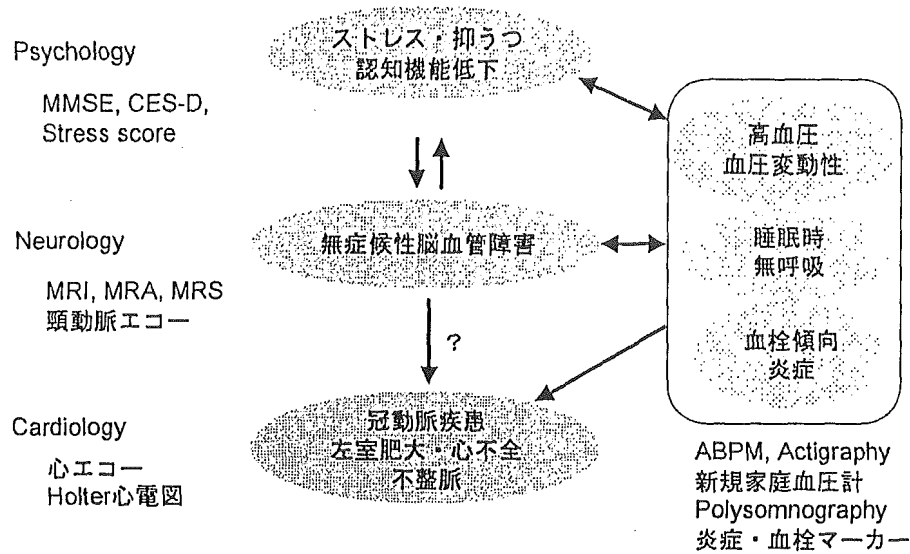 Psychology
MMSE, CES-D,
Stress score
ストレス・抑うつ
認知機能低下
高血圧
血圧変動性
Neurology
MRI, MRA, MRS
頸動脈エコー
無症候性脳血管障害
睡眠時
無呼吸
?
血栓傾向
炎症
Cardiology
心エコー
Holter心電図
冠動脈疾患
左室肥大・心不全
不整脈
ABPM, Actigraphy
新規家庭血圧計
Polysomnography
炎症・血栓マーカー